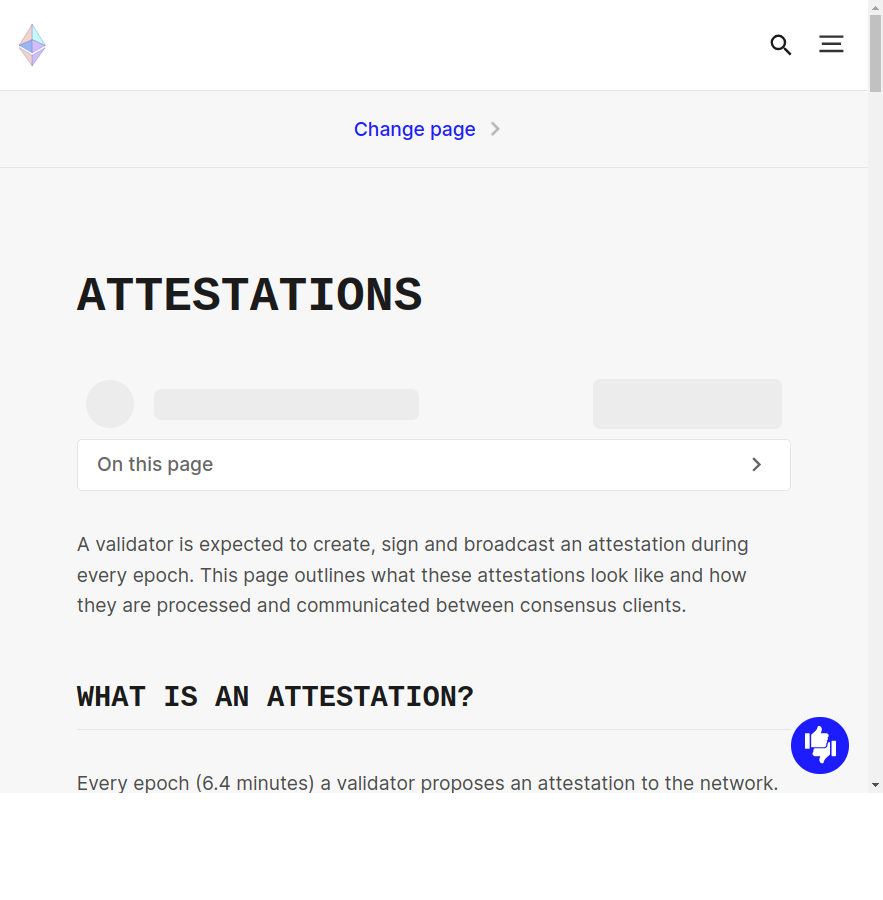 Change page
ATTESTATIONS
On this page
A validator is expected to create, sign and broadcast an attestation during
every epoch. This page outlines what these attestations look like and how
they are processed and communicated between consensus clients.
WHAT IS AN ATTESTATION?
Every epoch (6.4 minutes) a validator proposes an attestation to the network.